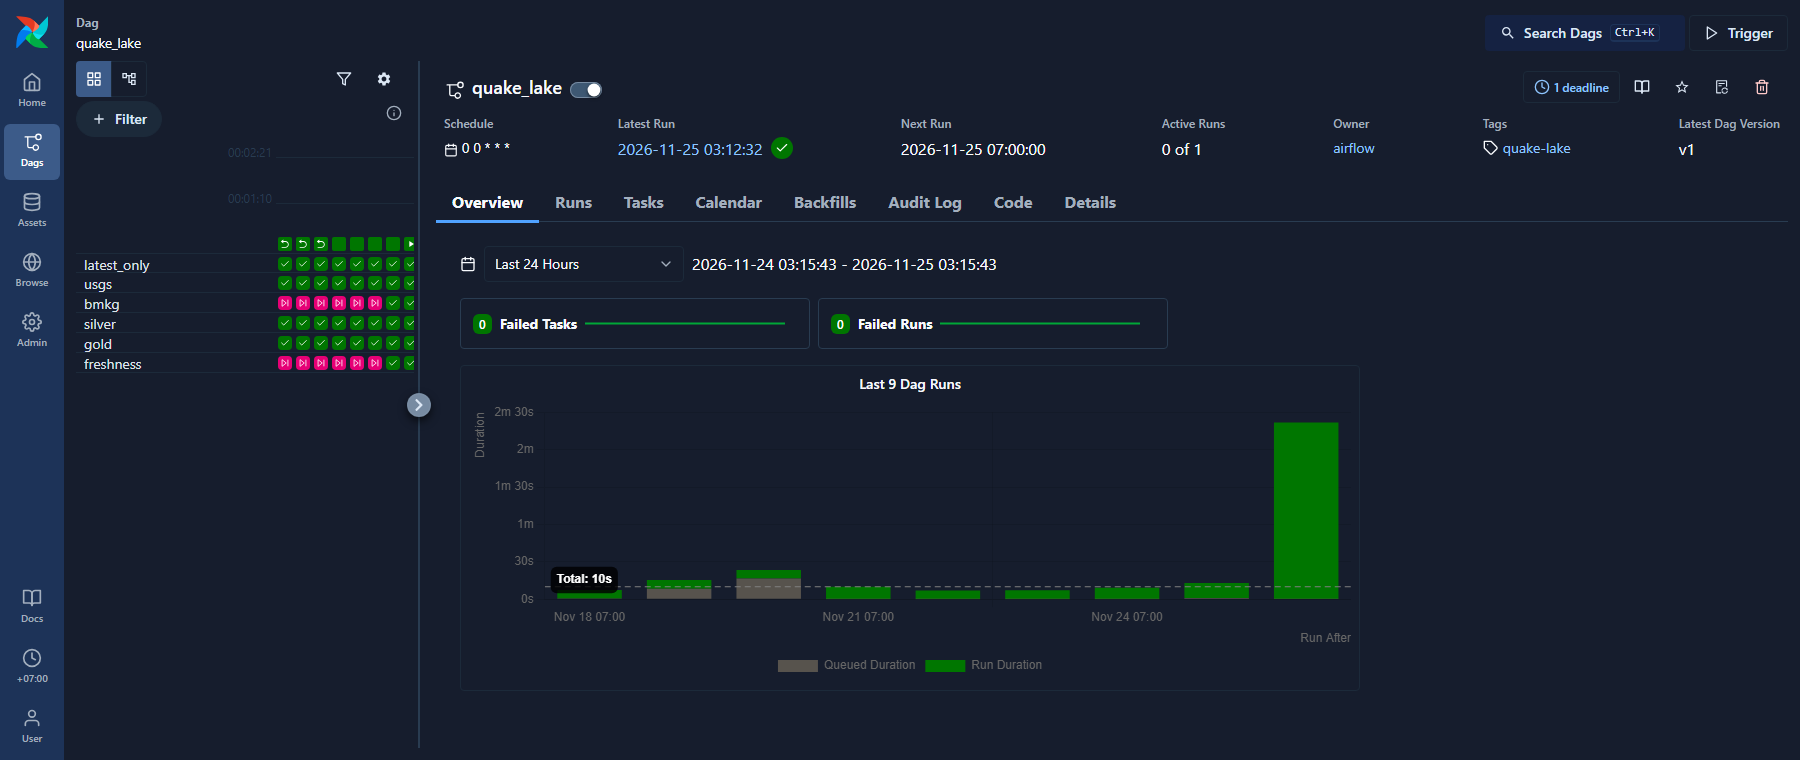 Home
Dags
Assets
Browse
Admin
Docs
+07:00
User
Dag
quake_lake
Search Dags Ctrl+K
Trigger
Filter
00:02:21
00:01:10
latest_only
usgs
bmkg
silver
gold
freshness
quake_lake
1 deadline
Schedule
0 0 * * *
Latest Run
2026-11-25 03:12:32
Next Run
2026-11-25 07:00:00
Active Runs
0 of 1
Owner
airflow
Tags
quake-lake
Latest Dag Version
v1
Overview Runs Tasks Calendar Backfills Audit Log Code Details
Last 24 Hours
2026-11-24 03:15:43 - 2026-11-25 03:15:43
0 Failed Tasks
0 Failed Runs
Last 9 Dag Runs
Duration
2m 30s
2m
1m 30s
1m
30s
0s
Total: 10s
Nov 18 07:00
Nov 21 07:00
Nov 24 07:00
Run After
Queued Duration
Run Duration